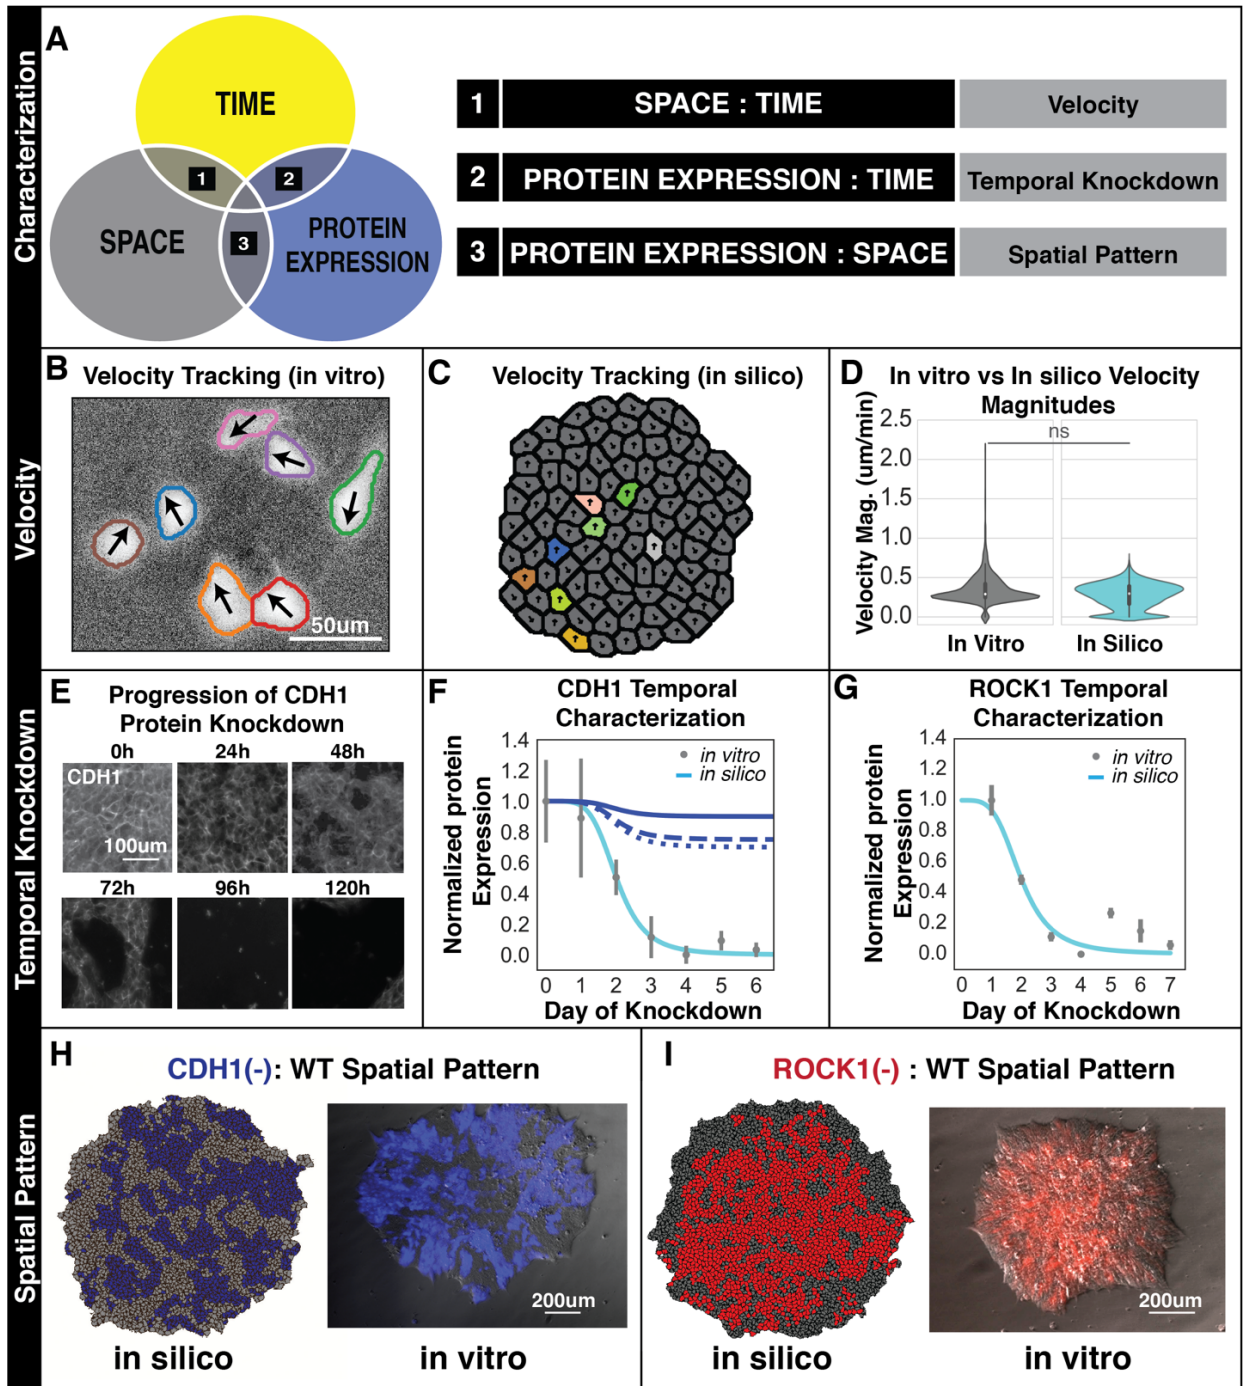 Characterization
A
TIME
SPACE
PROTEIN
EXPRESSION
1
2
3
1 SPACE : TIME Velocity
2 PROTEIN EXPRESSION : TIME Temporal Knockdown
3 PROTEIN EXPRESSION : SPACE Spatial Pattern
Velocity
B Velocity Tracking (in vitro)
50um
C Velocity Tracking (in silico)
D In vitro vs In silico Velocity
Magnitudes
Velocity Mag. (um/min)
2.5
2.0
1.5
1.0
0.5
0.0
ns
In Vitro In Silico
Temporal Knockdown
E Progression of CDH1
Protein Knockdown
0h 24h 48h
CDH1
100um
72h 96h 120h
F CDH1 Temporal
Characterization
Normalized protein
Expression
1.4
1.2
1.0
0.8
0.6
0.4
0.2
0.0
in vitro
in silico
0 1 2 3 4 5 6
Day of Knockdown
G ROCK1 Temporal
Characterization
Normalized protein
Expression
1.4
1.2
1.0
0.8
0.6
0.4
0.2
0.0
in vitro
in silico
0 1 2 3 4 5 6 7
Day of Knockdown
Spatial Pattern
H CDH1(-): WT Spatial Pattern
200um
in silico in vitro
I ROCK1(-) : WT Spatial Pattern
200um
in silico in vitro